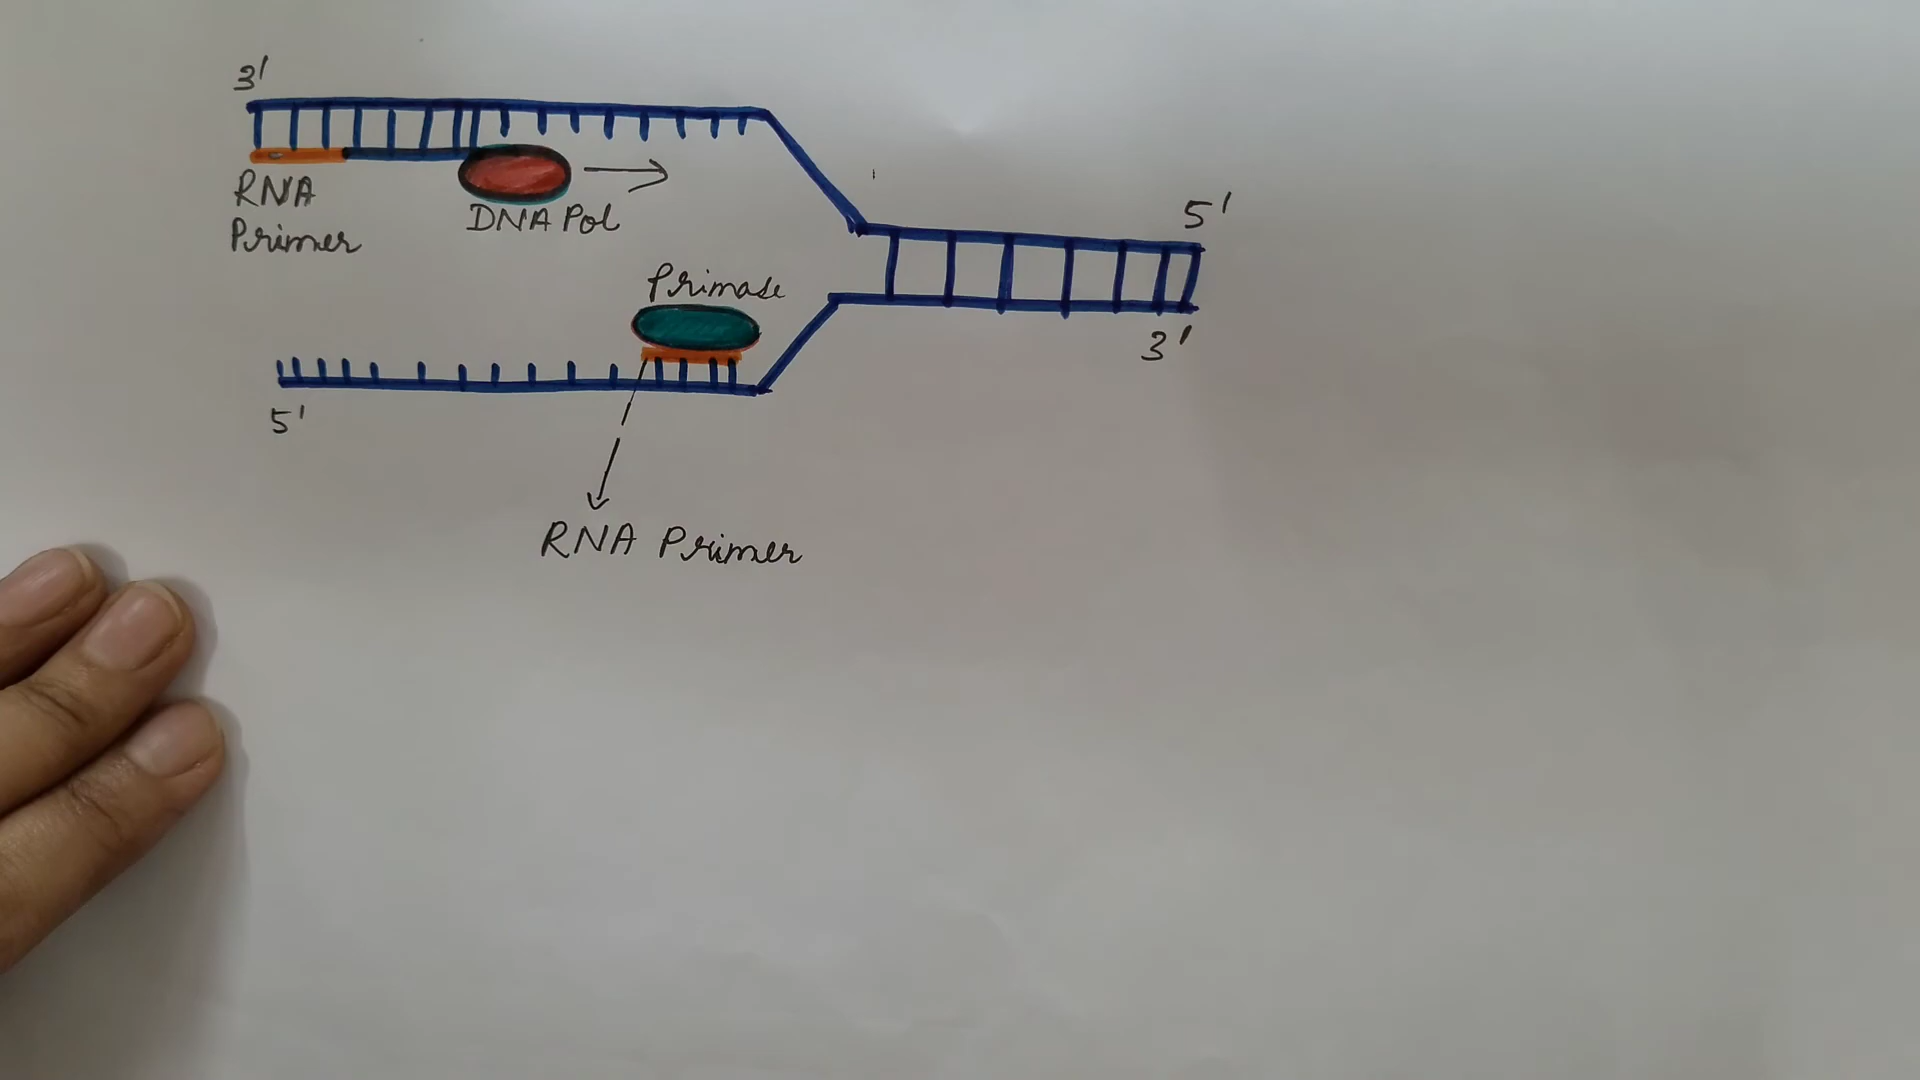 3'
RNA
Primer
DNA Pol
5'
Primase
3'
5'
RNA Primer